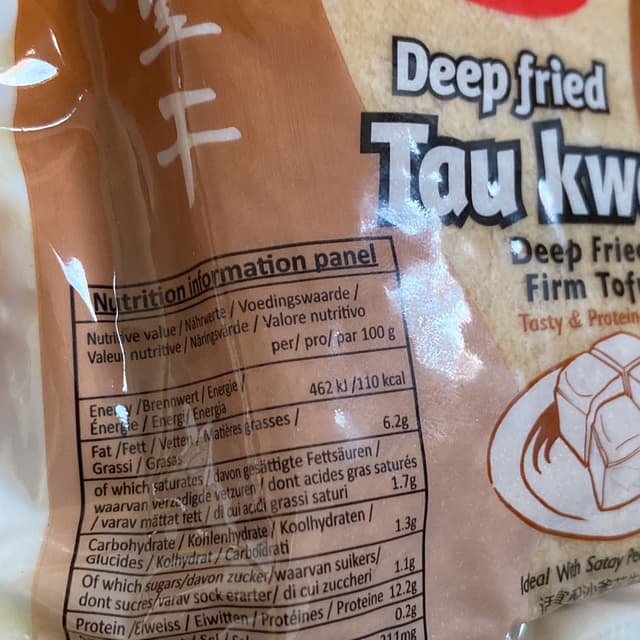 Deep fried
Tau kw
Deep Fried
Firm Tofu
Tasty & Protein
Nutrition information panel
Nutritive value / Nährwerte / Voedingswaarde /
Valeur nutritive / Näringsvärde / Valore nutritivo
per/ pro/ par 100 g
Energy /Brennwert / Energie /
Énergie / Energi Energia
462 kJ /110 kcal
Fat /Fett / Vetten / Matières grasses /
Grassi / Grasas
6.2g
of which saturates / davon gesättigte Fettsäuren /
waarvan verzadigde vetzuren / dont acides gras saturés
/ varav mättat fett / di cui acidi grassi saturi
1.7g
Carbohydrate / Kohlenhydrate / Koolhydraten /
Glucides / Kolhydrat / Carboidrati
1.3g
Of which sugars/davon zucker/waarvan suikers/
dont sucres/varav sock erarter/ di cui zuccheri
1.1g
Protein /Eiweiss / Eiwitten / Protéines / Proteine 12.2g
0.2g
211mg
Ideal With Satay